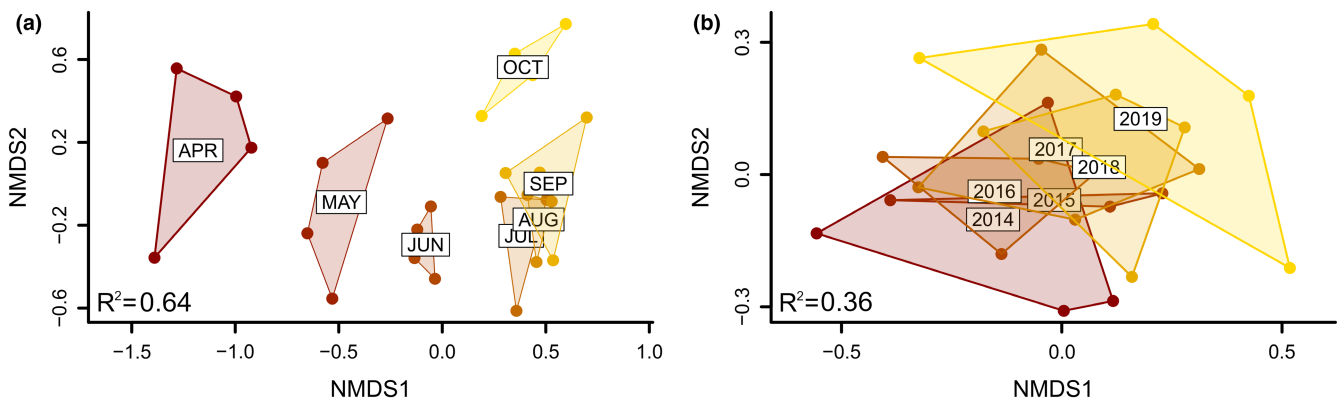 (a)
0.6
0.2
−0.2
−0.6
NMDS2
APR
MAY
JUN
JUL
AUG
SEP
OCT
R²=0.64
−1.5
−1.0
−0.5
0.0
0.5
1.0
NMDS1
(b)
0.3
0.0
−0.3
NMDS2
2019
2017
2018
2016
2015
2014
R²=0.36
−0.5
0.0
0.5
NMDS1